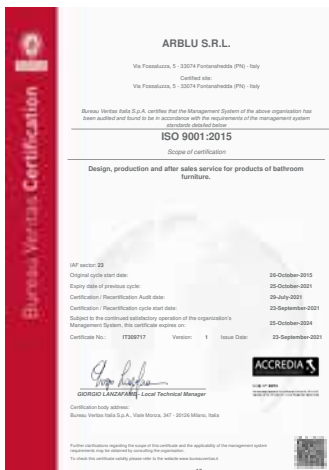 Bureau Veritas Certification
ARBLU S.R.L.
Via Fossaluzza, 5 - 33074 Fontanafredda (PN) - Italy
Certified site:
Via Fossaluzza, 5 - 33074 Fontanafredda (PN) - Italy
Bureau Veritas Italia S.p.A. certifies that the Management System of the above organisation has
been audited and found to be in accordance with the requirements of the management system
standards detailed below
ISO 9001:2015
Scope of certification
Design, production and after sales service for products of bathroom
furniture.
IAF sector: 23
Original cycle start date: 26-October-2015
Expiry date of previous cycle: 25-October-2021
Certification / Recertification Audit date: 29-July-2021
Certification / Recertification cycle start date: 23-September-2021
Subject to the continued satisfactory operation of the organization's
Management System, this certificate expires on: 25-October-2024
Certificate No.: IT309717 Version: 1 Issue Date: 23-September-2021
ACCREDIA
GIORGIO LANZAFAME - Local Technical Manager
Certification body address:
Bureau Veritas Italia S.p.A., Viale Monza, 347 - 20126 Milano, Italia
Further clarifications regarding the scope of this certificate and the applicability of the management system
requirements may be obtained by consulting the organisation.
To check this certificate validity please refer to the website www.bureauveritas.it